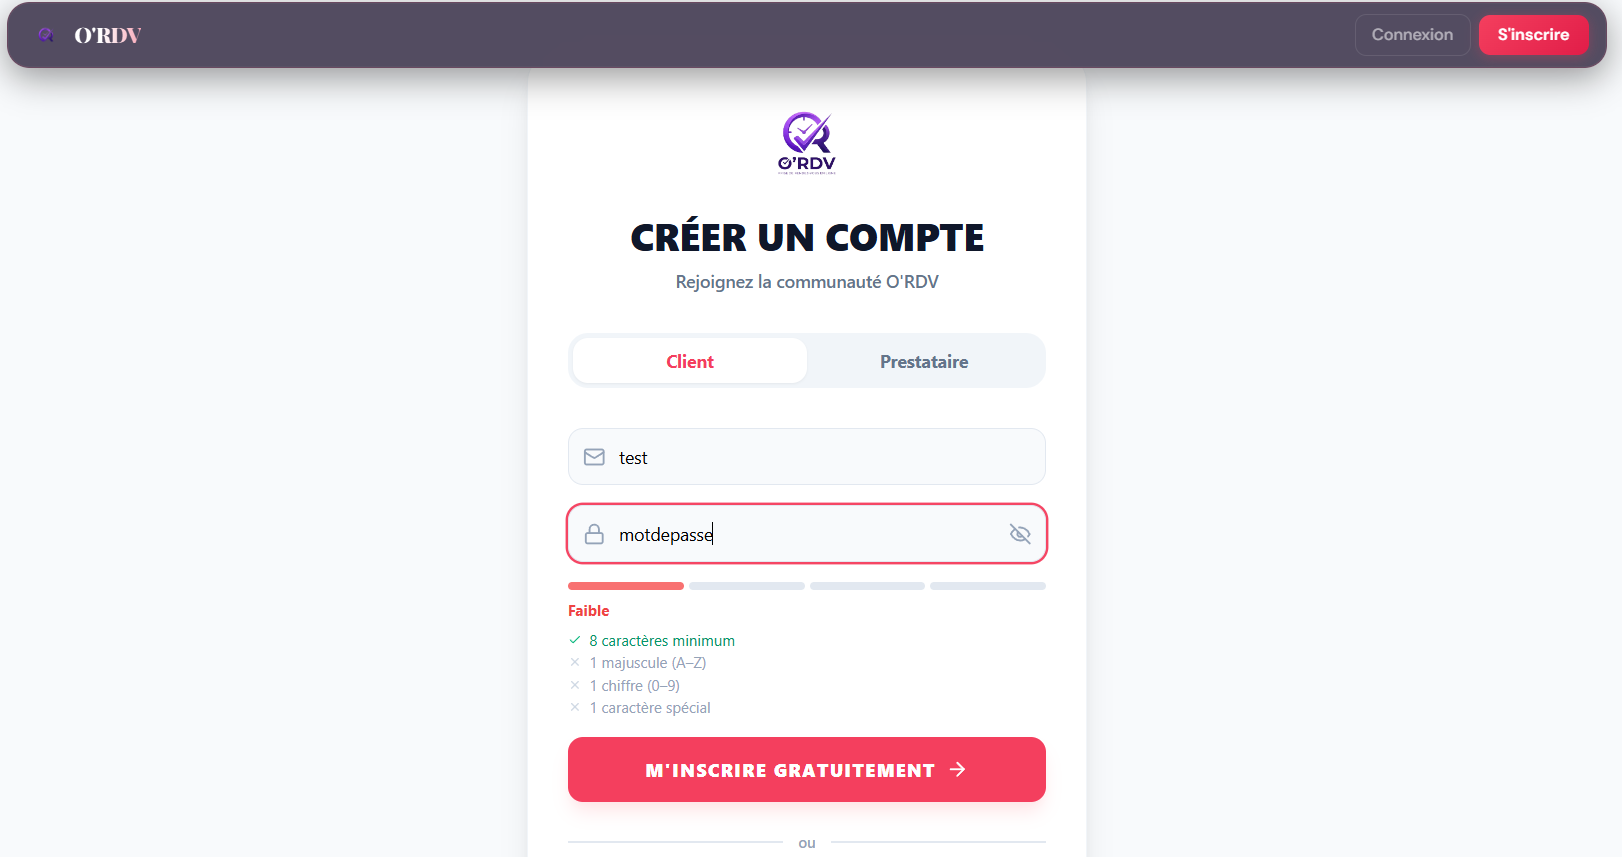 O'RDV
Connexion
S'inscrire
O'RDV
CRÉER UN COMPTE
Rejoignez la communauté O'RDV
Client
Prestataire
test
motdepasse
Faible
8 caractères minimum
1 majuscule (A–Z)
1 chiffre (0–9)
1 caractère spécial
M'INSCRIRE GRATUITEMENT
ou